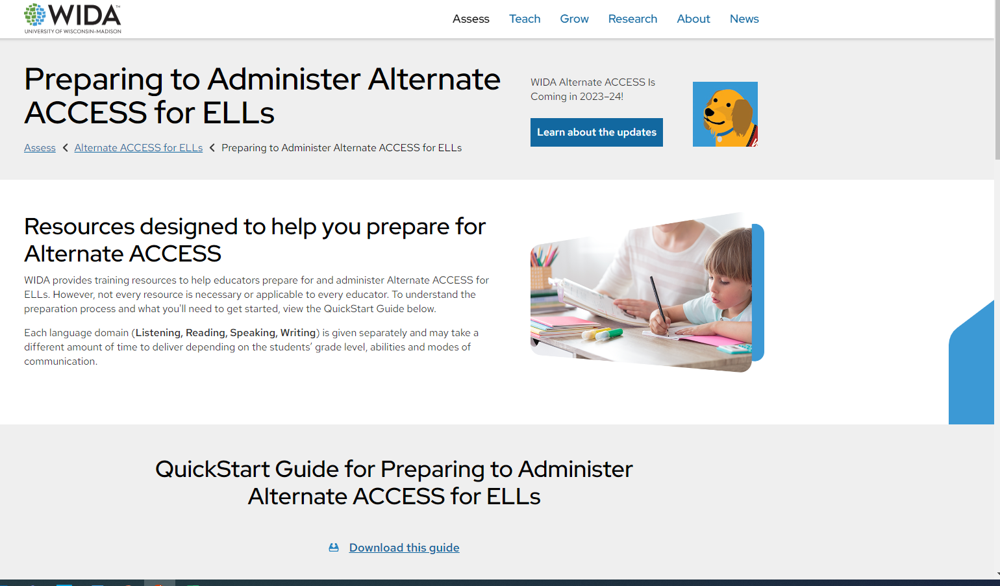 WIDA™
UNIVERSITY OF WISCONSIN–MADISON
Assess Teach Grow Research About News
Preparing to Administer Alternate
ACCESS for ELLs
Assess Alternate ACCESS for ELLs Preparing to Administer Alternate ACCESS for ELLs
WIDA Alternate ACCESS Is
Coming in 2023–24!
Learn about the updates
Resources designed to help you prepare for
Alternate ACCESS
WIDA provides training resources to help educators prepare for and administer Alternate ACCESS for
ELLs. However, not every resource is necessary or applicable to every educator. To understand the
preparation process and what you'll need to get started, view the QuickStart Guide below.
Each language domain (Listening, Reading, Speaking, Writing) is given separately and may take a
different amount of time to deliver depending on the students’ grade level, abilities and modes of
communication.
QuickStart Guide for Preparing to Administer
Alternate ACCESS for ELLs
Download this guide